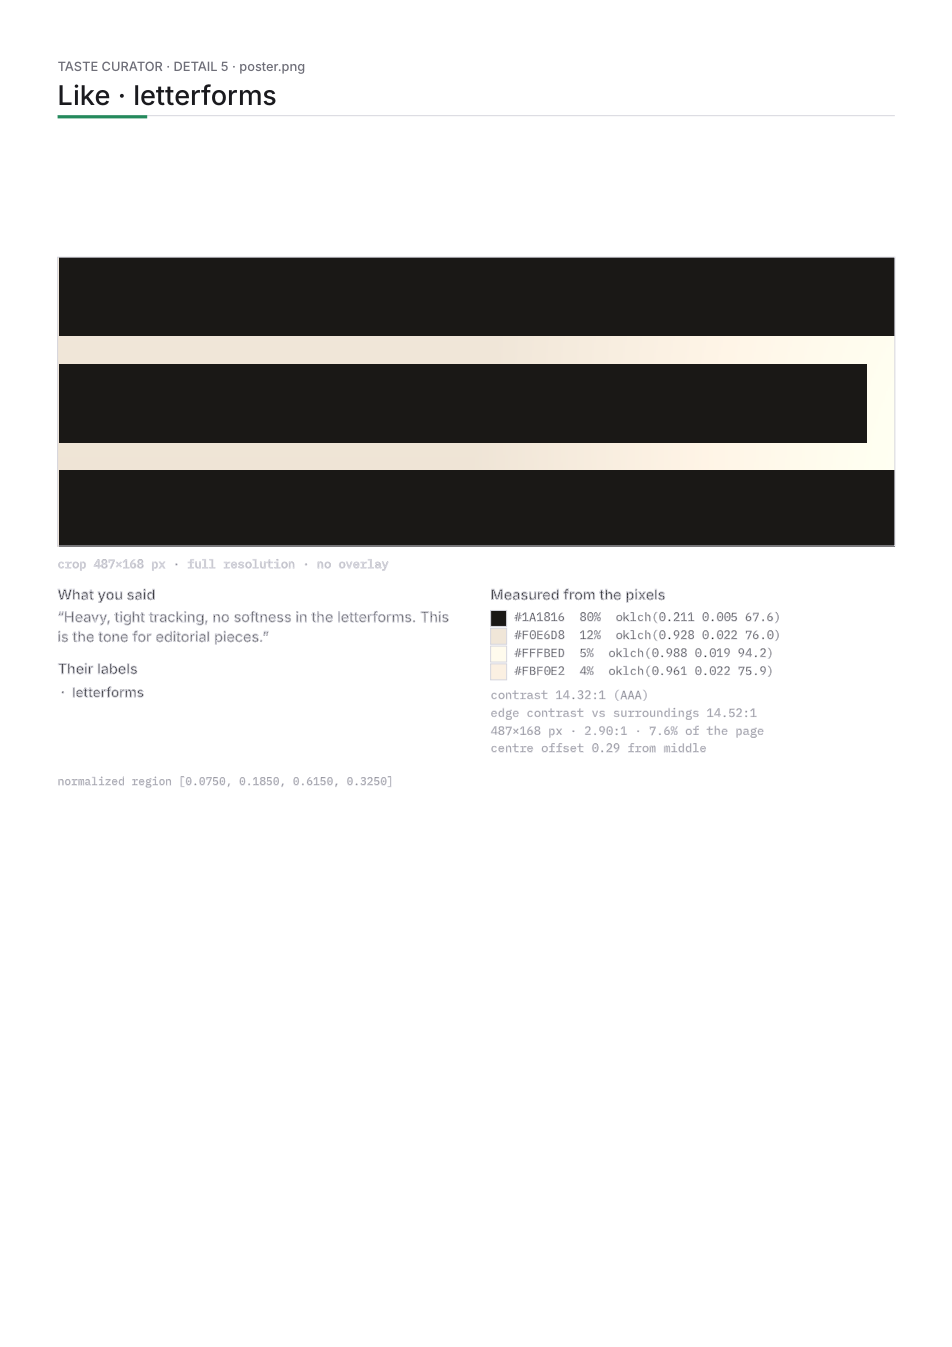 TASTE CURATOR · DETAIL 5 · poster.png
Like · letterforms
crop 487×168 px · full resolution · no overlay
What you said
“Heavy, tight tracking, no softness in the letterforms. This
is the tone for editorial pieces.”
Their labels
· letterforms
Measured from the pixels
#1A1816 80% oklch(0.211 0.005 67.6)
#F0E6D8 12% oklch(0.928 0.022 76.0)
#FFFBED 5% oklch(0.988 0.019 94.2)
#FBF0E2 4% oklch(0.961 0.022 75.9)
contrast 14.32:1 (AAA)
edge contrast vs surroundings 14.52:1
487×168 px · 2.90:1 · 7.6% of the page
centre offset 0.29 from middle
normalized region [0.0750, 0.1850, 0.6150, 0.3250]